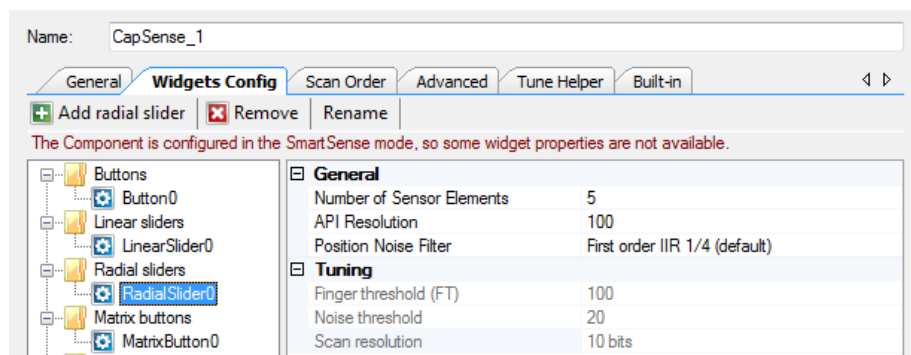 Name: CapSense_1
General Widgets Config Scan Order Advanced Tune Helper Built-in
Add radial slider Remove Rename
The Component is configured in the SmartSense mode, so some widget properties are not available.
Buttons
Button0
Linear sliders
LinearSlider0
Radial sliders
RadialSlider0
Matrix buttons
MatrixButton0
General
Number of Sensor Elements 5
API Resolution 100
Position Noise Filter First order IIR 1/4 (default)
Tuning
Finger threshold (FT) 100
Noise threshold 20
Scan resolution 10 bits